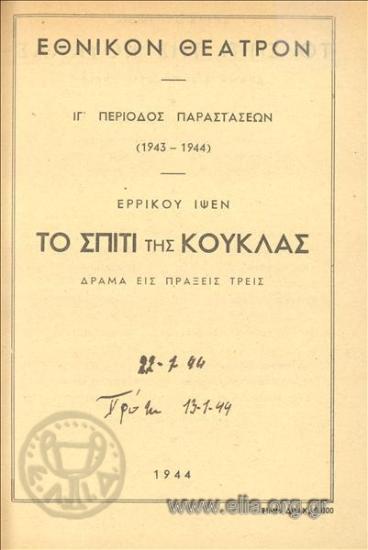 ΕΘΝΙΚΟΝ ΘΕΑΤΡΟΝ
ΙΓ' ΠΕΡΙΟΔΟΣ ΠΑΡΑΣΤΑΣΕΩΝ
(1943 - 1944)
ΕΡΡΙΚΟΥ ΙΨΕΝ
ΤΟ ΣΠΙΤΙ ΤΗΣ ΚΟΥΚΛΑΣ
ΔΡΑΜΑ ΕΙΣ ΠΡΑΞΕΙΣ ΤΡΕΙΣ
22-1 44
Πρώτη 13-1-44
1944
Ε.Λ.Ι.Α
www.elia.org.gr